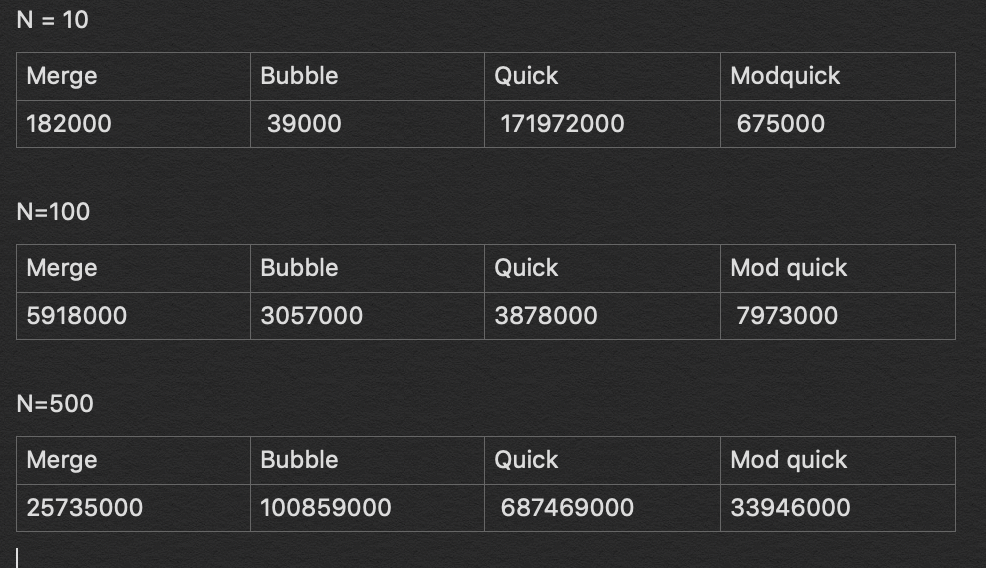 N = 10
Merge Bubble Quick Modquick
182000 39000 171972000 675000
N=100
Merge Bubble Quick Mod quick
5918000 3057000 3878000 7973000
N=500
Merge Bubble Quick Mod quick
25735000 100859000 687469000 33946000